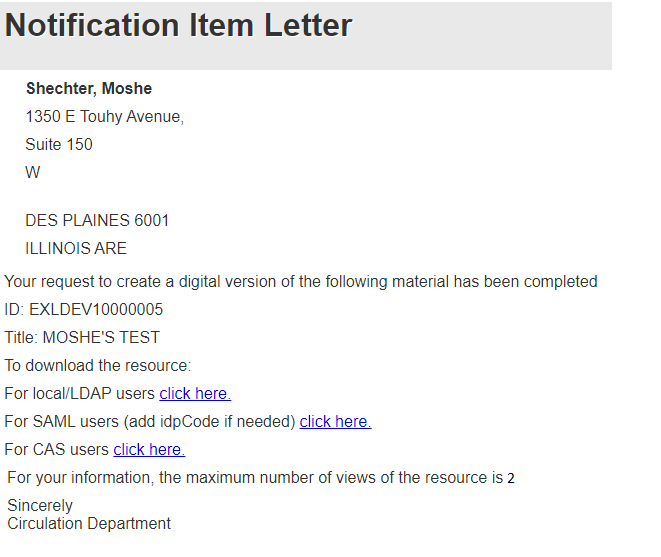 Notification Item Letter
Shechter, Moshe
1350 E Touhy Avenue,
Suite 150
W
DES PLAINES 6001
ILLINOIS ARE
Your request to create a digital version of the following material has been completed
ID: EXLDEV10000005
Title: MOSHE'S TEST
To download the resource:
For local/LDAP users click here.
For SAML users (add idpCode if needed) click here.
For CAS users click here.
For your information, the maximum number of views of the resource is 2
Sincerely
Circulation Department